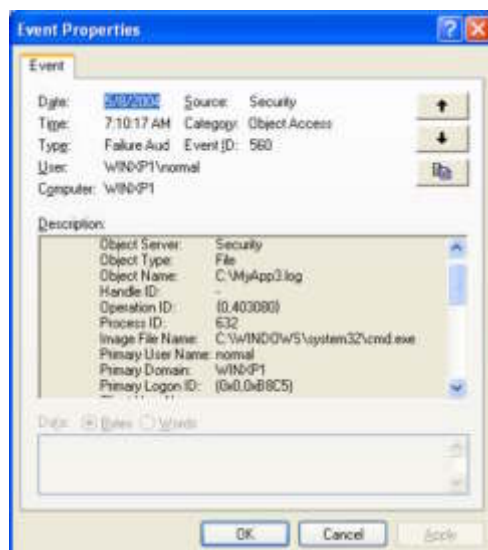 Event Properties
Event
Date: 5/8/2004 Source: Security
Time: 7:10:17 AM Category: Object Access
Type: Failure Aud Event ID: 560
User: WINXP1\normal
Computer: WINXP1
Description:
Object Server: Security
Object Type: File
Object Name: C:\MyApp3.log
Handle ID: -
Operation ID: {0,403080}
Process ID: 632
Image File Name: C:\WINDOWS\system32\cmd.exe
Primary User Name: normal
Primary Domain: WINXP1
Primary Logon ID: (0x0,0xB8C5)
Data: Bytes Words
OK Cancel Apply